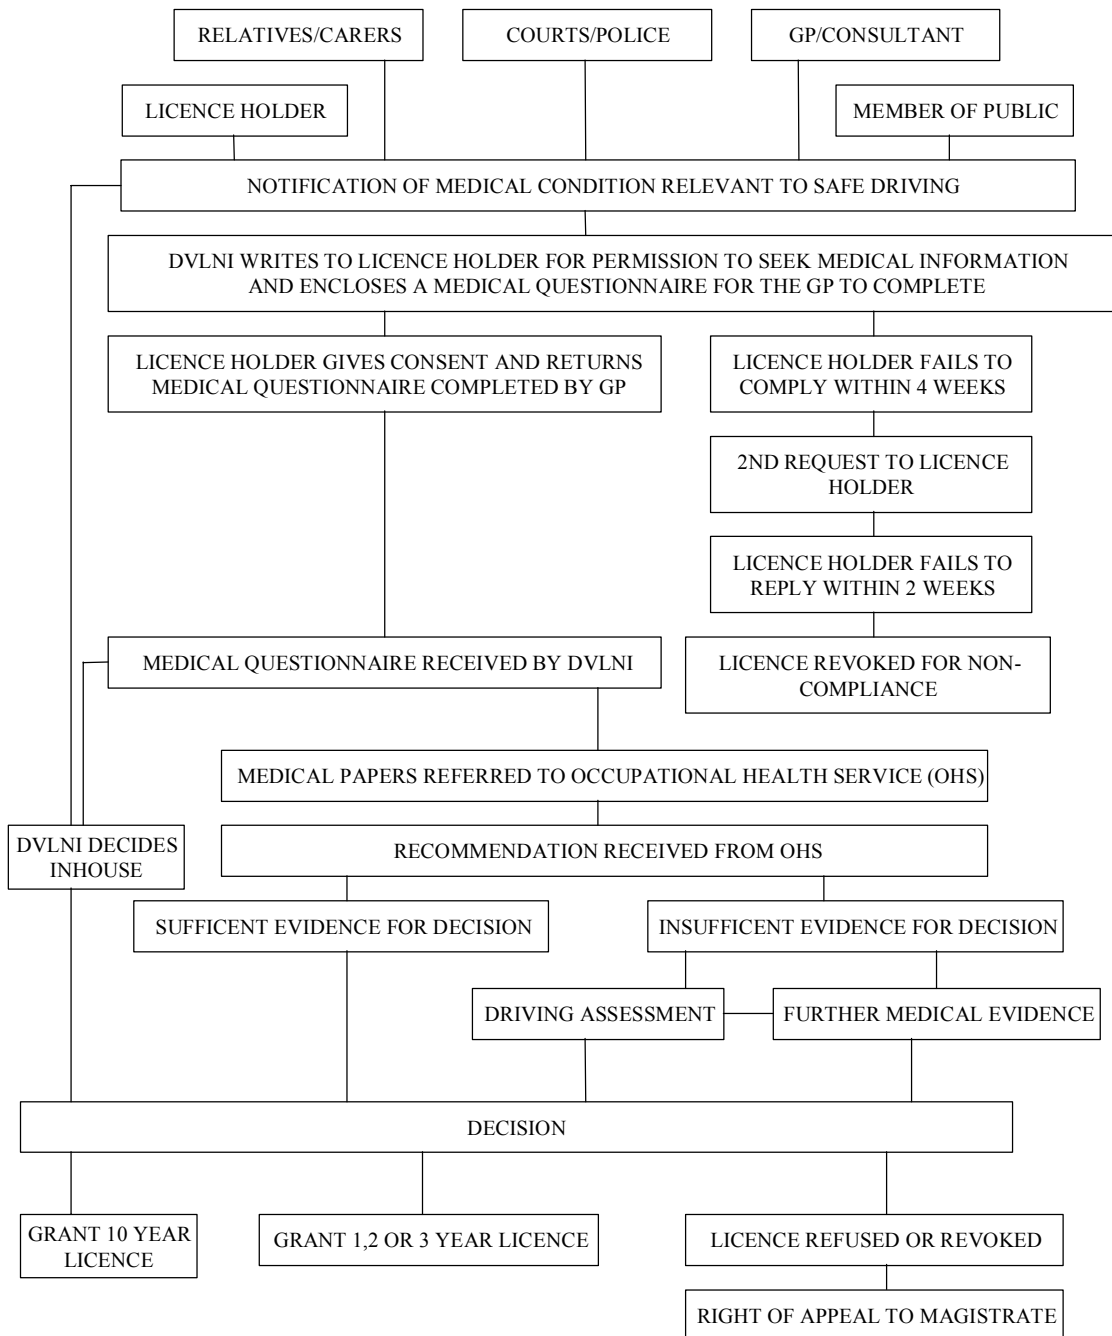 RELATIVES/CARERS
COURTS/POLICE
GP/CONSULTANT
LICENCE HOLDER
MEMBER OF PUBLIC
NOTIFICATION OF MEDICAL CONDITION RELEVANT TO SAFE DRIVING
DVLNI WRITES TO LICENCE HOLDER FOR PERMISSION TO SEEK MEDICAL INFORMATION
AND ENCLOSES A MEDICAL QUESTIONNAIRE FOR THE GP TO COMPLETE
LICENCE HOLDER GIVES CONSENT AND RETURNS
MEDICAL QUESTIONNAIRE COMPLETED BY GP
LICENCE HOLDER FAILS TO
COMPLY WITHIN 4 WEEKS
2ND REQUEST TO LICENCE
HOLDER
LICENCE HOLDER FAILS TO
REPLY WITHIN 2 WEEKS
MEDICAL QUESTIONNAIRE RECEIVED BY DVLNI
LICENCE REVOKED FOR NON-
COMPLIANCE
MEDICAL PAPERS REFERRED TO OCCUPATIONAL HEALTH SERVICE (OHS)
DVLNI DECIDES
INHOUSE
RECOMMENDATION RECEIVED FROM OHS
SUFFICENT EVIDENCE FOR DECISION
INSUFFICENT EVIDENCE FOR DECISION
DRIVING ASSESSMENT
FURTHER MEDICAL EVIDENCE
DECISION
GRANT 10 YEAR
LICENCE
GRANT 1,2 OR 3 YEAR LICENCE
LICENCE REFUSED OR REVOKED
RIGHT OF APPEAL TO MAGISTRATE